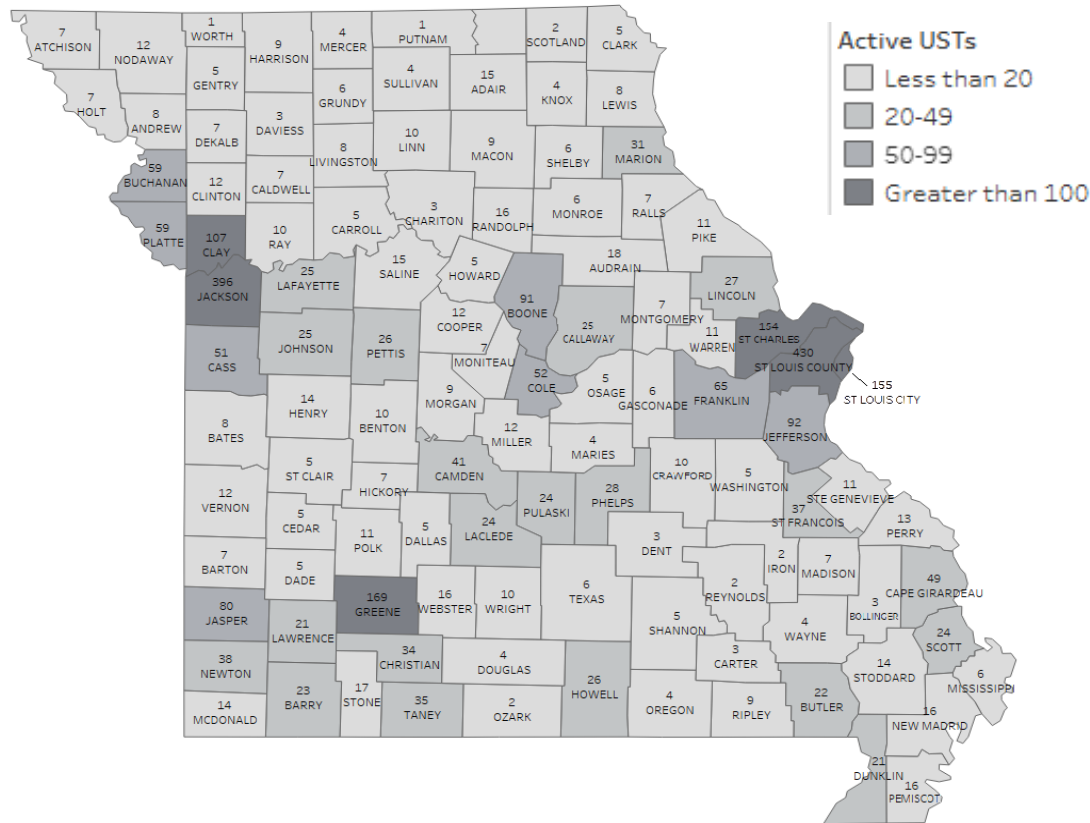 1
WORTH
7
ATCHISON
12
NODAWAY
9
HARRISON
4
MERCER
1
PUTNAM
2
SCOTLAND
5
CLARK
Active USTs
Less than 20
20-49
50-99
Greater than 100
5
GENTRY
4
SULLIVAN
15
ADAIR
4
KNOX
8
LEWIS
6
GRUNDY
7
HOLT
8
ANDREW
7
DEKALB
3
DAVIESS
8
LIVINGSTON
10
LINN
9
MACON
6
SHELBY
31
MARION
59
BUCHANAN
12
CLINTON
7
CALDWELL
5
CARROLL
3
CHARITON
16
RANDOLPH
6
MONROE
7
RALLS
11
PIKE
59
PLATTE
107
CLAY
10
RAY
396
JACKSON
25
LAFAYETTE
15
SALINE
5
HOWARD
91
BOONE
18
AUDRAIN
27
LINCOLN
25
JOHNSON
26
PETTIS
12
COOPER
25
CALLAWAY
7
MONTGOMERY
11
WARREN
154
ST CHARLES
430
ST LOUIS COUNTY
155
ST LOUIS CITY
51
CASS
7
MONITEAU
52
COLE
5
OSAGE
6
GASCONADE
65
FRANKLIN
92
JEFFERSON
8
BATES
14
HENRY
10
BENTON
9
MORGAN
12
MILLER
4
MARIES
5
ST CLAIR
7
HICKORY
41
CAMDEN
24
PULASKI
28
PHELPS
10
CRAWFORD
5
WASHINGTON
37
ST FRANCOIS
11
STE GENEVIEVE
12
VERNON
5
CEDAR
11
POLK
5
DALLAS
24
LACLEDE
3
DENT
13
PERRY
7
BARTON
5
DADE
2
IRON
7
MADISON
2
REYNOLDS
3
BOLLINGER
49
CAPE GIRARDEAU
80
JASPER
21
LAWRENCE
169
GREENE
16
WEBSTER
10
WRIGHT
6
TEXAS
5
SHANNON
4
WAYNE
24
SCOTT
38
NEWTON
34
CHRISTIAN
4
DOUGLAS
3
CARTER
14
STODDARD
6
MISSISSIPPI
14
MCDONALD
23
BARRY
17
STONE
35
TANEY
2
OZARK
26
HOWELL
4
OREGON
9
RIPLEY
22
BUTLER
16
NEW MADRID
21
DUNKLIN
16
PEMISCOT